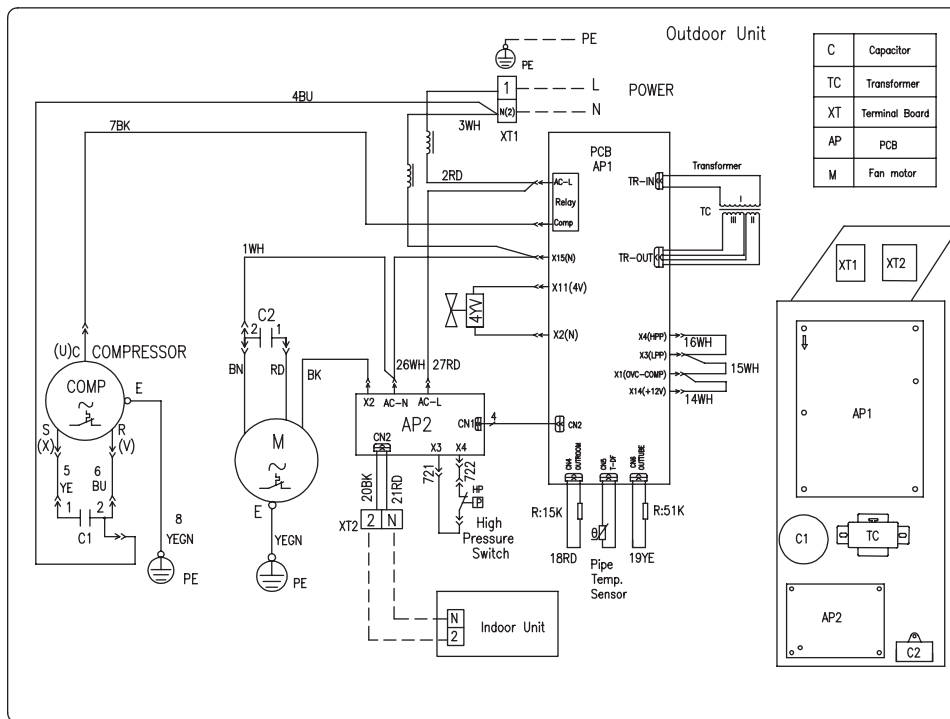 Outdoor Unit
PE
PE
1
L
N(2)
N
XT1
POWER
4BU
7BK
3WH
2RD
1WH
26WH
27RD
PCB
AP1
AC-L
Relay
Comp
X15(N)
X11(4V)
X2(N)
4YV
TR-IN
TR-OUT
Transformer
TC
I
III
II
X4(HPP)
X3(LPP)
X1(OVC-COMP)
X14(+12V)
16WH
15WH
14WH
CN2
CN4
OUTROOM
CN5
T-DF
CN6
OUTTUBE
R:15K
θ
R:51K
18RD
Pipe
Temp.
Sensor
19YE
C2
2
1
BN
RD
BK
M
E
YEGN
PE
(U)C
COMPRESSOR
COMP
E
S
(X)
R
(V)
5
YE
6
BU
1
2
C1
8
YEGN
PE
X2
AC-N
AC-L
AP2
CN1
4
CN2
X3
X4
20BK
21RD
721
722
HP
P
High
Pressure
Switch
XT2
2
N
N
2
Indoor Unit
C Capacitor
TC Transformer
XT Terminal Board
AP PCB
M Fan motor
XT1
XT2
AP1
C1
TC
AP2
C2